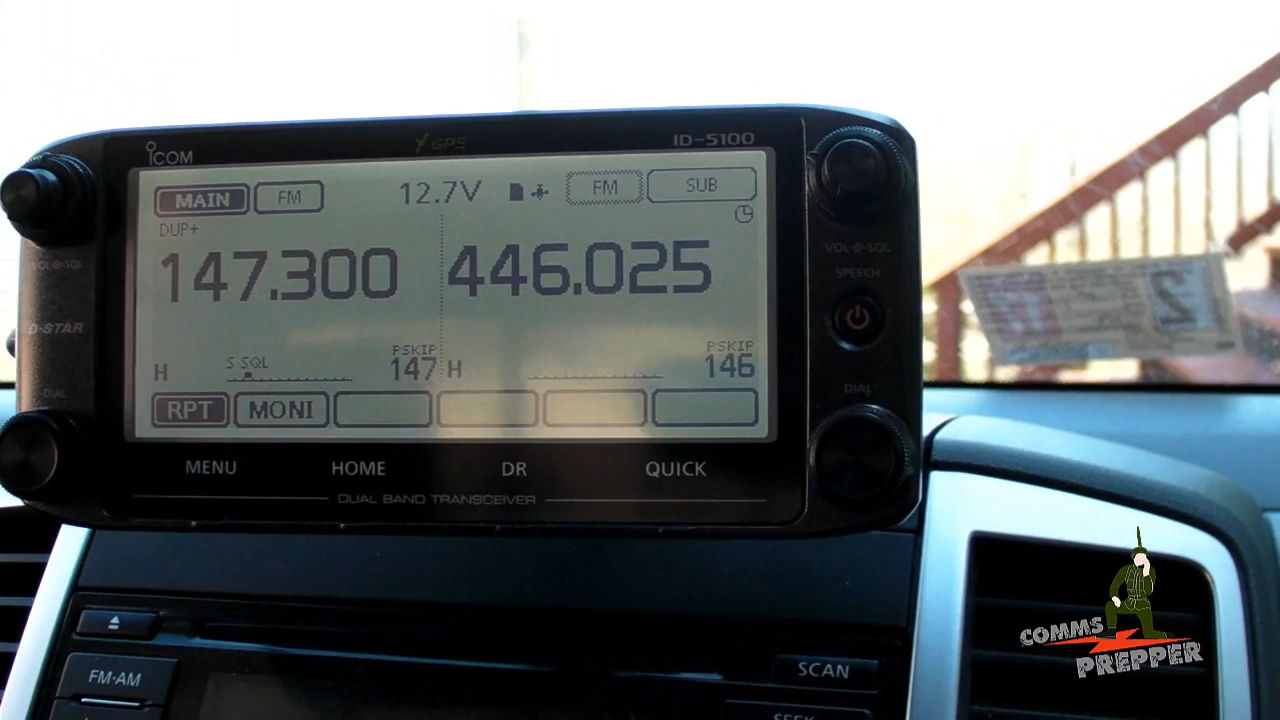 ICOM
GPS
ID-5100
MAIN FM 12.7V FM SUB
DUP+
147.300 446.025
VOL SQL
VOL SQL
SPEECH
D-STAR
S SQL
PSKIP
PSKIP
H 147 H 146
DIAL
DIAL
RPT MONI
MENU HOME DR QUICK
DUAL BAND TRANSCEIVER
FM·AM
SCAN
SEEK
COMMS
PREPPER